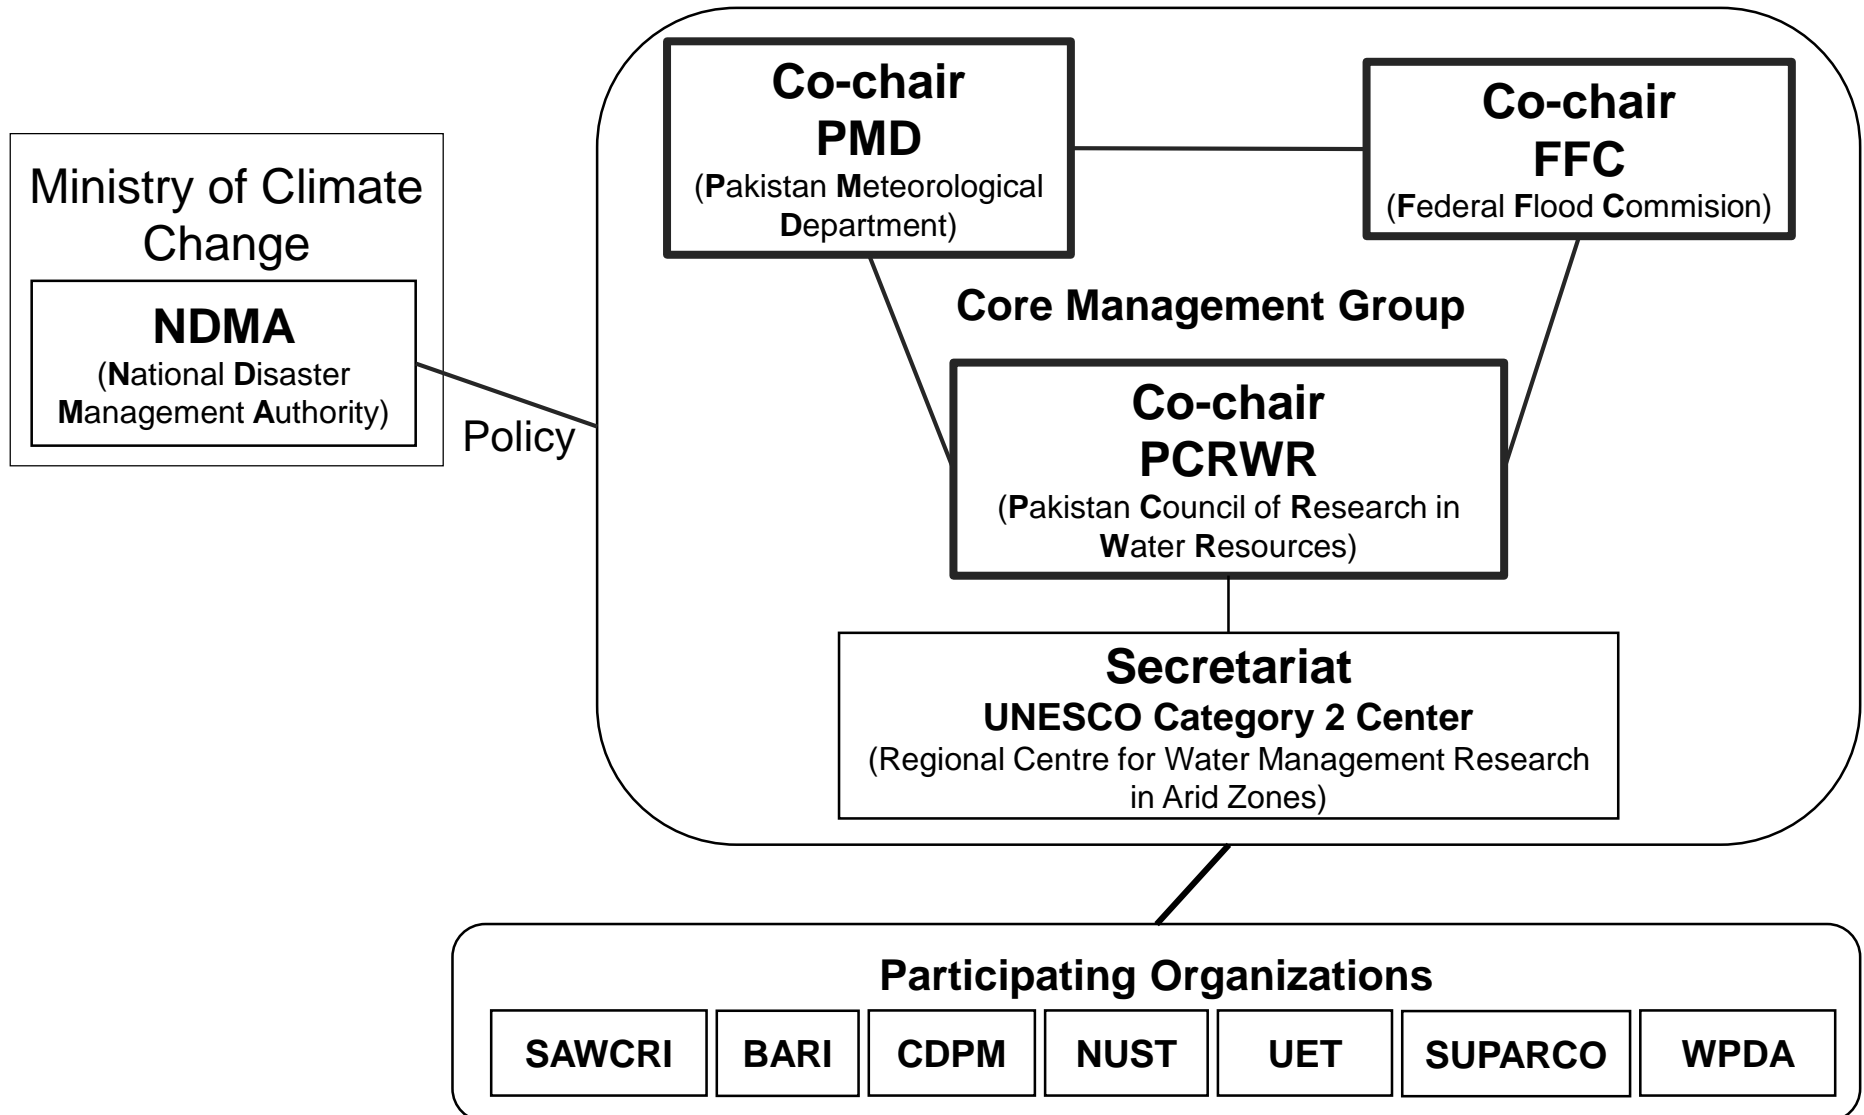 Co-chair
PMD
(Pakistan Meteorological
Department)
Co-chair
FFC
(Federal Flood Commision)
Ministry of Climate
Change
NDMA
(National Disaster
Management Authority)
Policy
Core Management Group
Co-chair
PCRWR
(Pakistan Council of Research in
Water Resources)
Secretariat
UNESCO Category 2 Center
(Regional Centre for Water Management Research
in Arid Zones)
Participating Organizations
SAWCRI BARI CDPM NUST UET SUPARCO WPDA